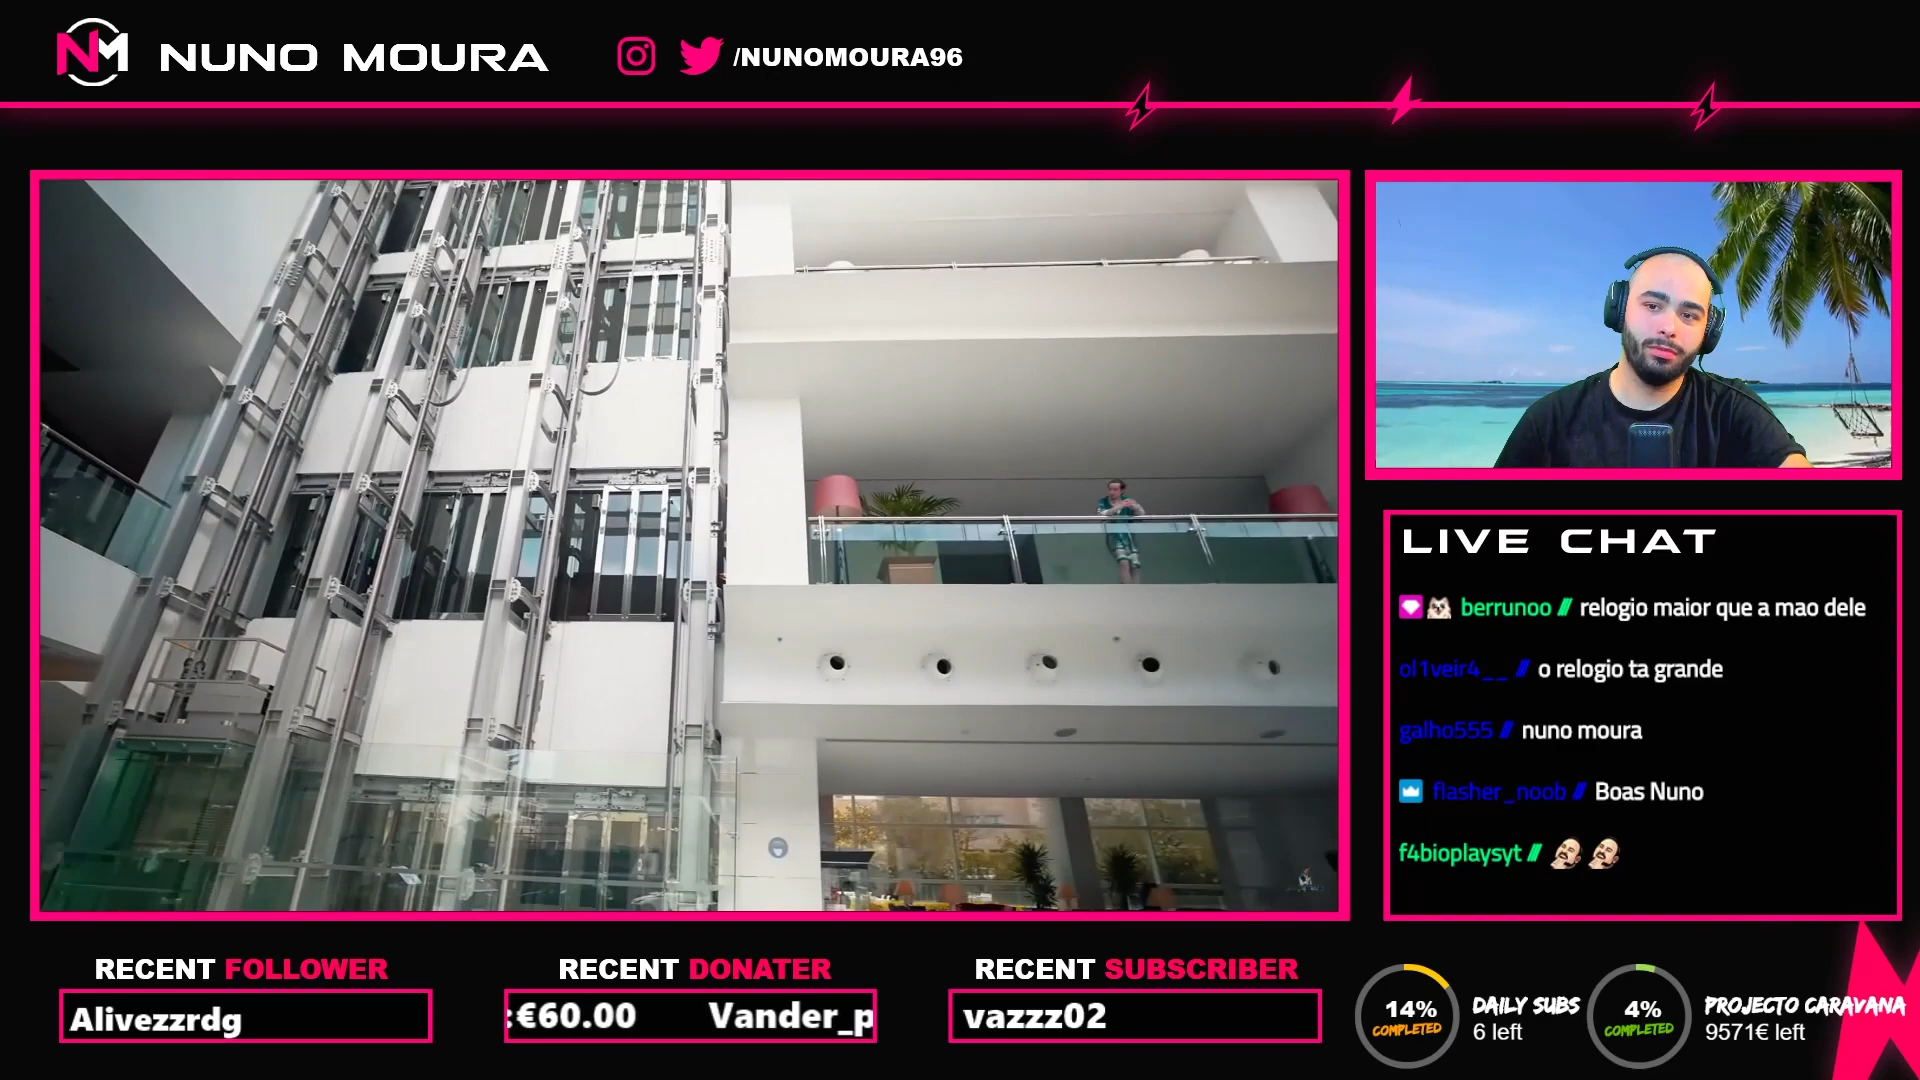 NM
NUNO MOURA
/NUNOMOURA96
LIVE CHAT
berrunoo // relogio maior que a mao dele
ol1veir4__ // o relogio ta grande
galho555 // nuno moura
flasher_noob // Boas Nuno
f4bioplaysyt //
RECENT FOLLOWER
Alivezzrdg
RECENT DONATER
:€60.00 Vander_p
RECENT SUBSCRIBER
vazzz02
14%
COMPLETED
DAILY SUBS
6 left
4%
COMPLETED
PROJECTO CARAVANA
9571€ left